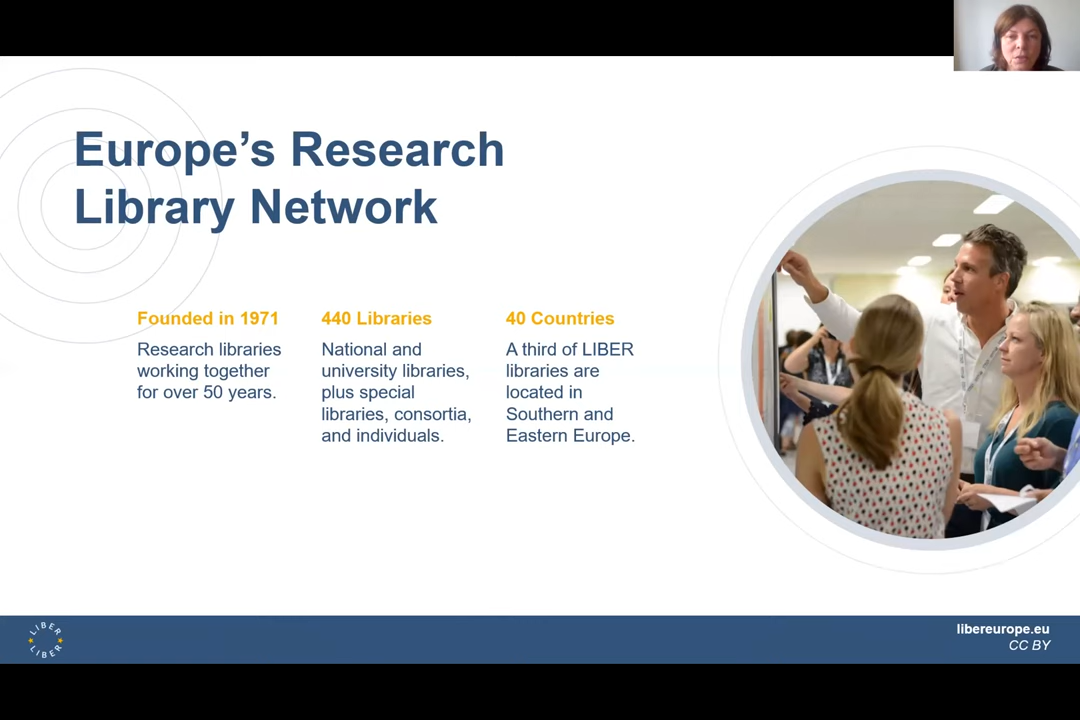 Europe’s Research
Library Network
Founded in 1971
Research libraries
working together
for over 50 years.
440 Libraries
National and
university libraries,
plus special
libraries, consortia,
and individuals.
40 Countries
A third of LIBER
libraries are
located in
Southern and
Eastern Europe.
LIBER
LIBER
libereurope.eu
CC BY